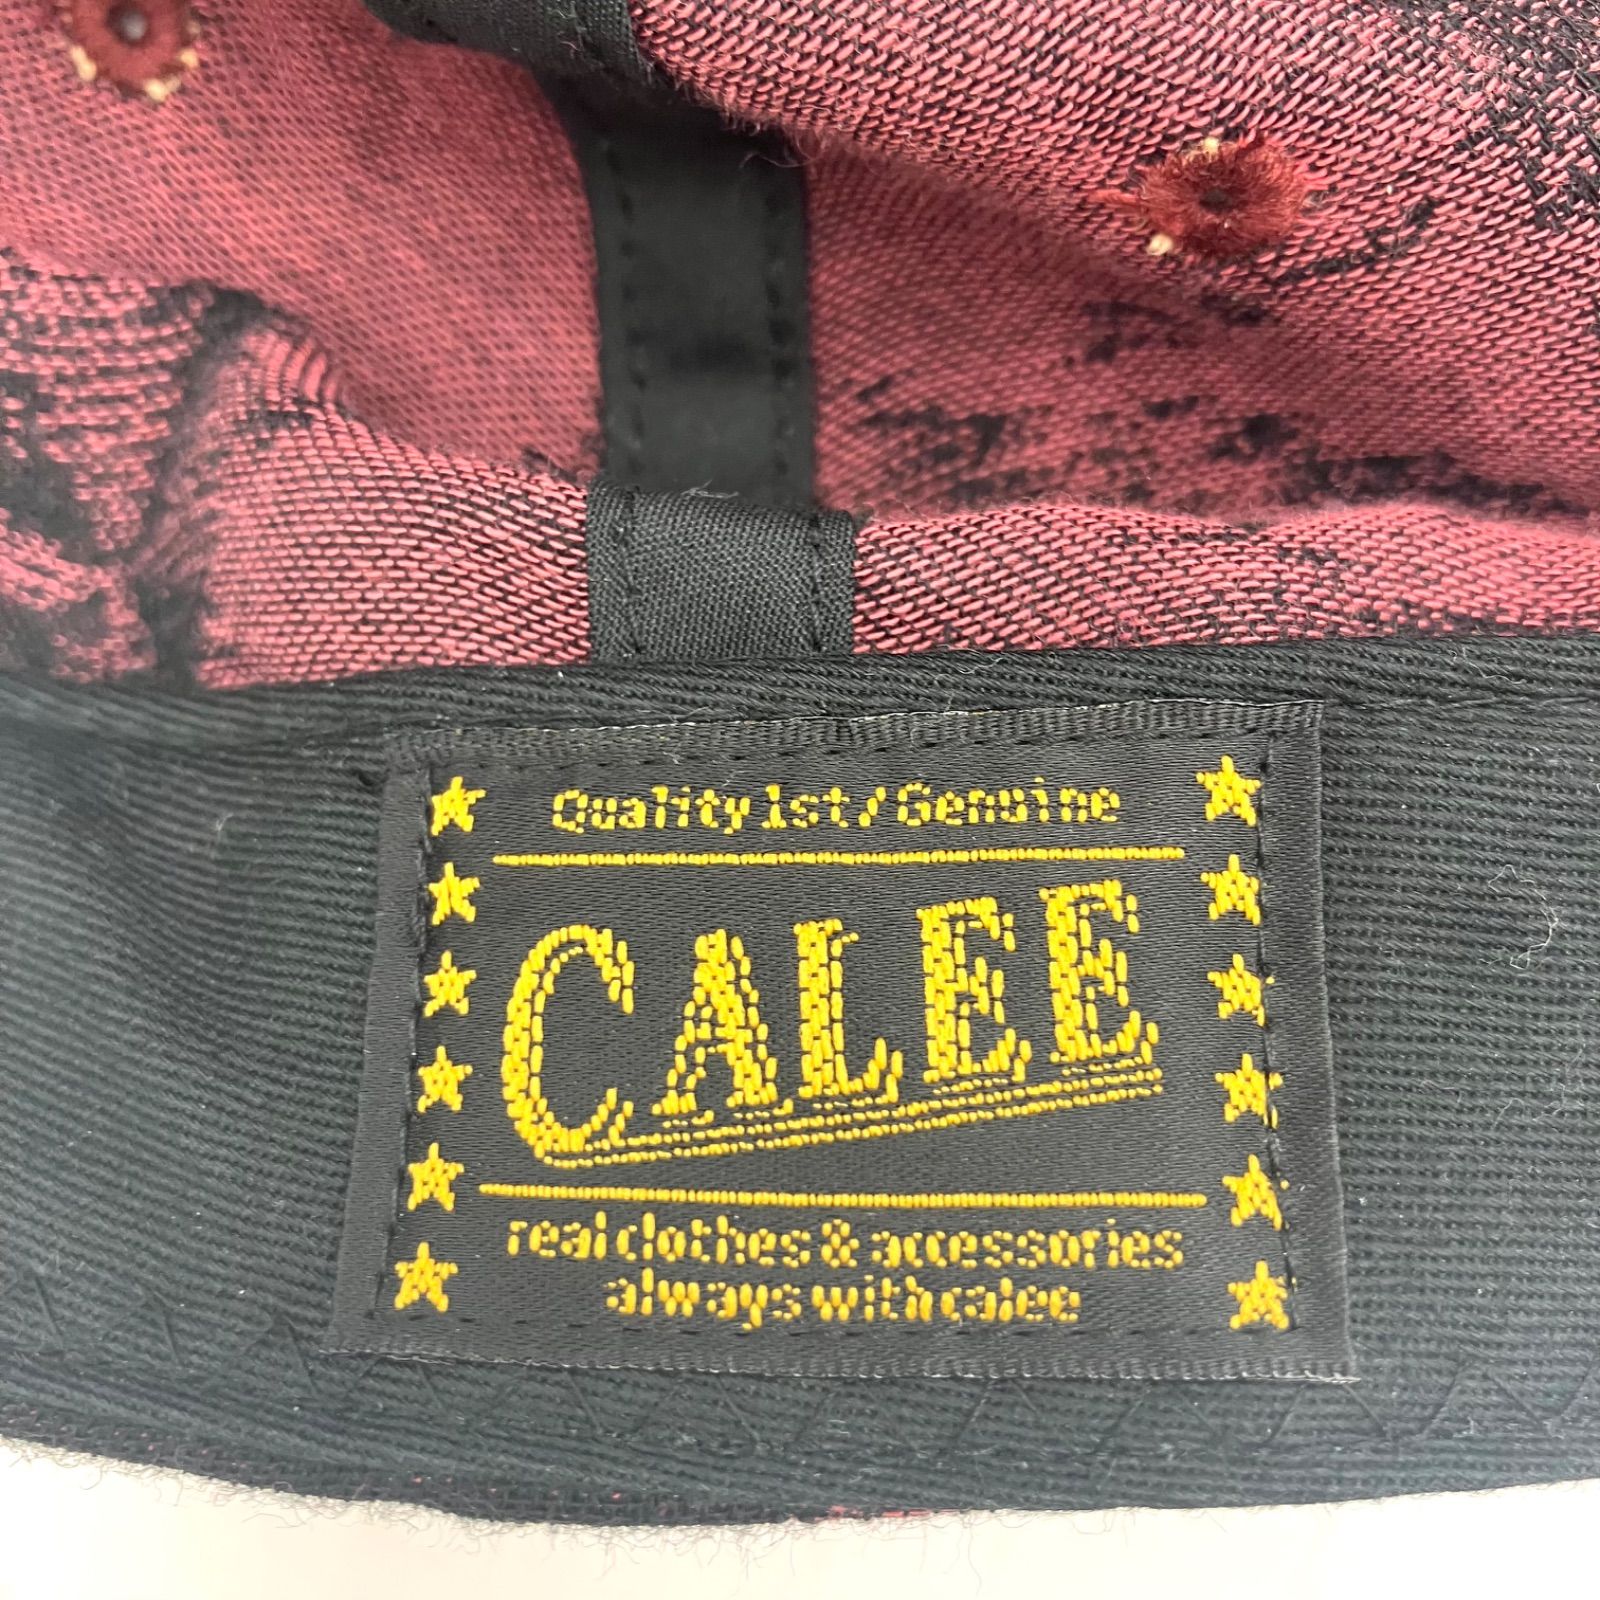 Quality 1st/Genuine
CALEE
real clothes & accessories
always with calee